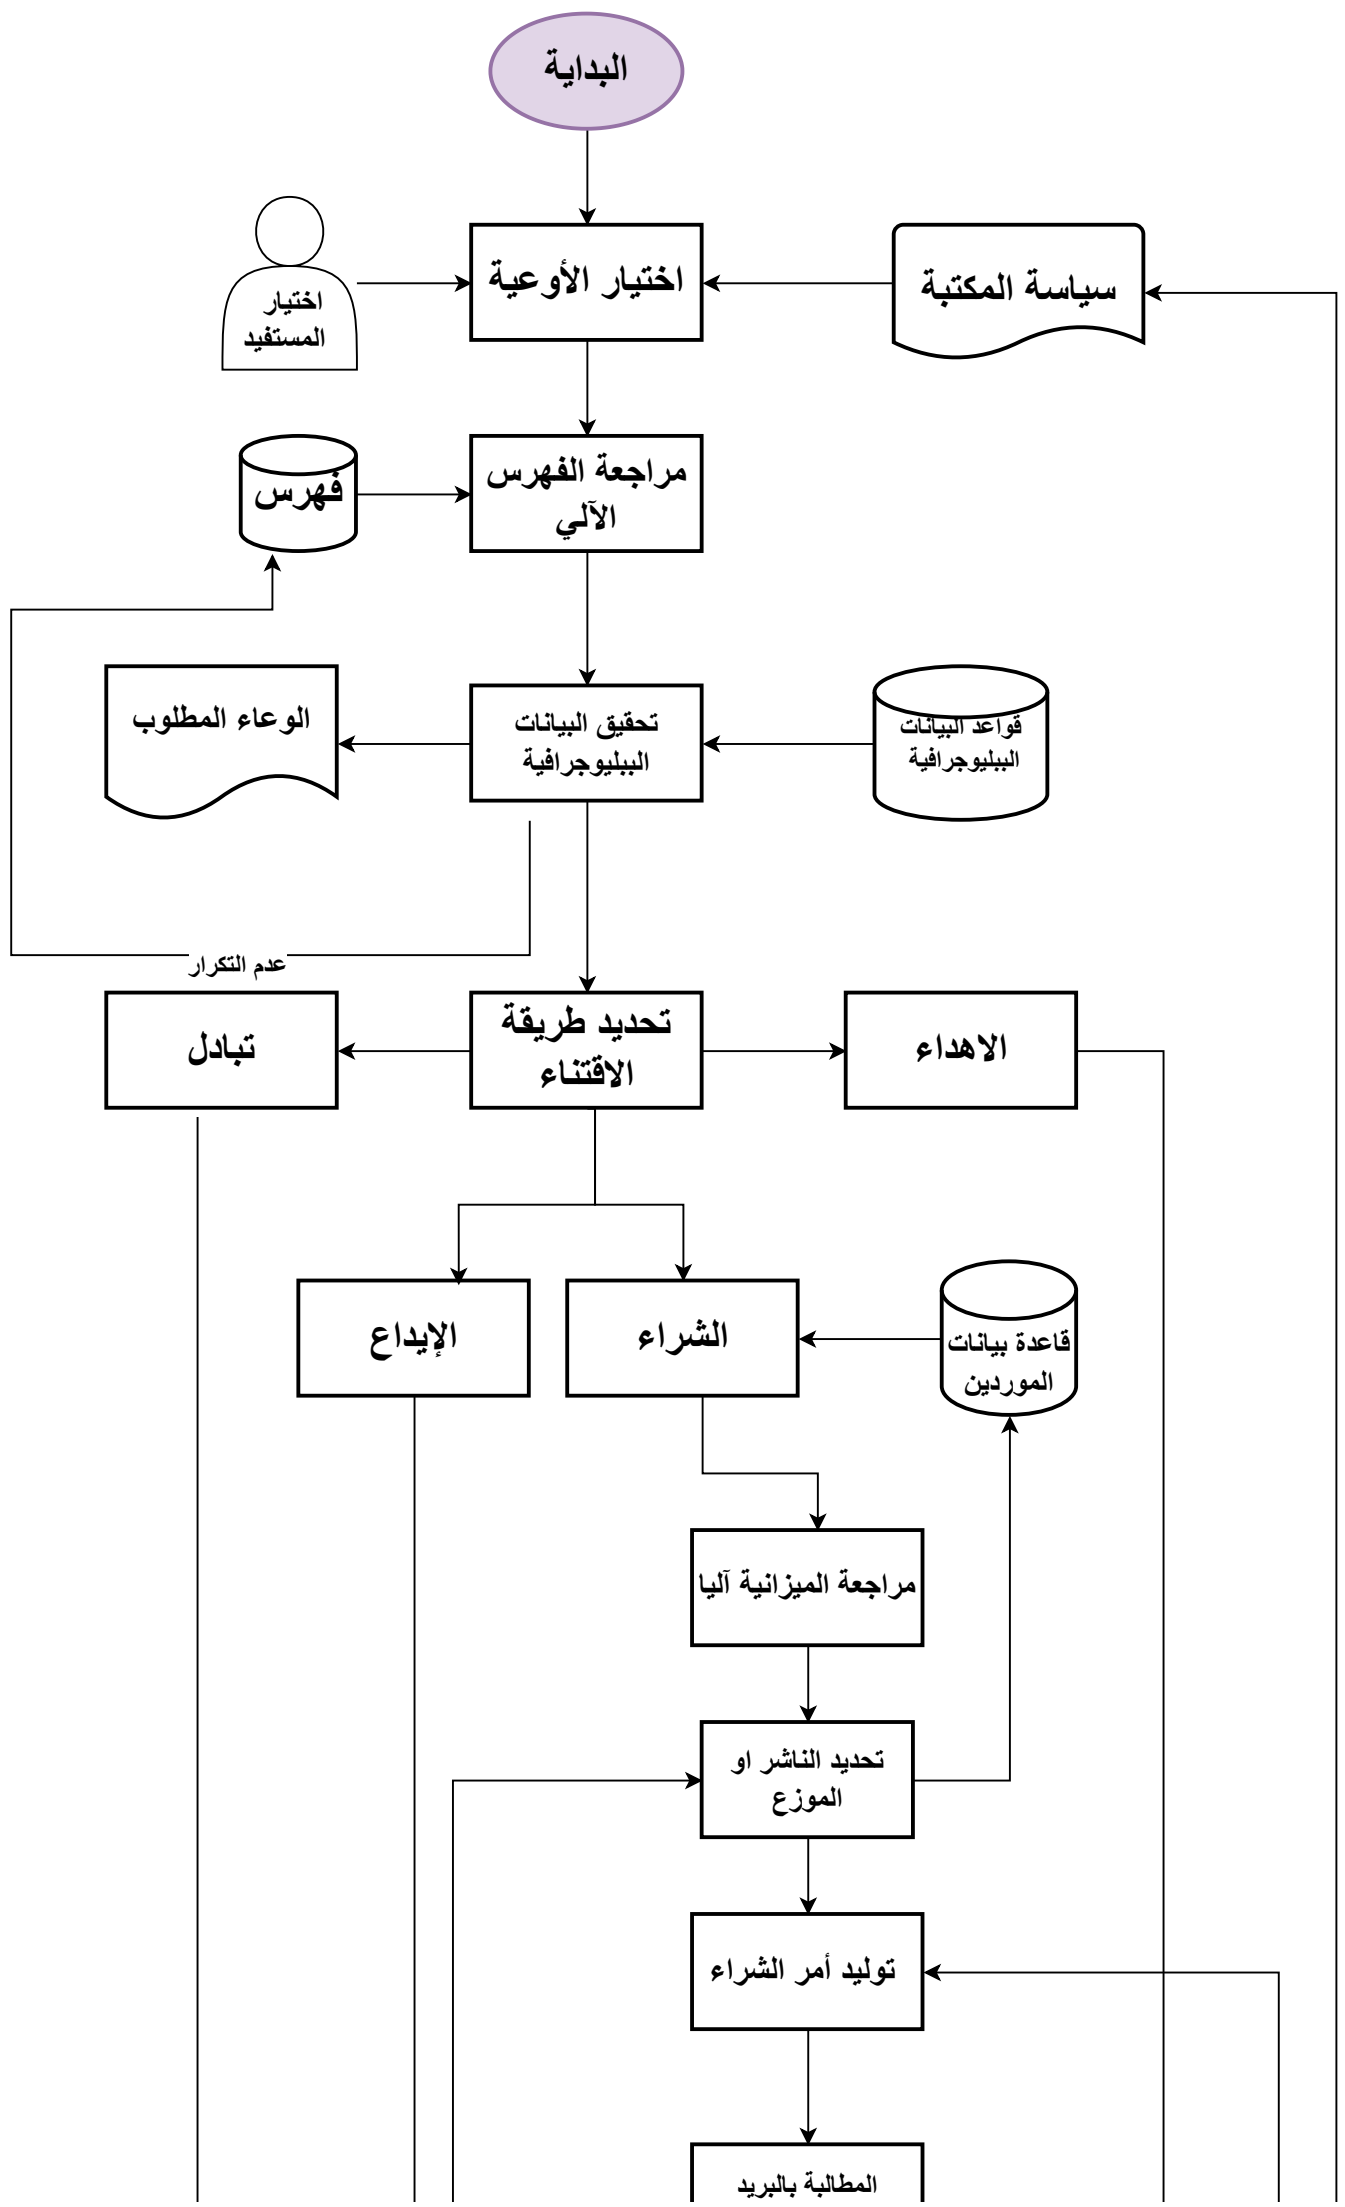 البداية
اختيار
المستفيد
اختيار الأوعية
سياسة المكتبة
فهرس
مراجعة الفهرس
الآلي
الوعاء المطلوب
تحقيق البيانات
الببليوجرافية
قواعد البيانات
الببليوجرافية
عدم التكرار
تبادل
تحديد طريقة
الاقتناء
الاهداء
الإيداع
الشراء
قاعدة بيانات
الموردين
مراجعة الميزانية آليا
تحديد الناشر او
الموزع
توليد أمر الشراء
المطالبة بالبريد